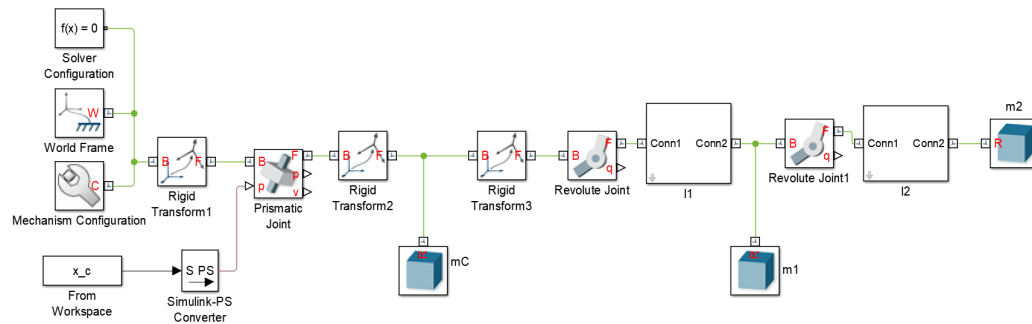 f(x) = 0
Solver
Configuration
W
World Frame
C
Mechanism Configuration
B F
Rigid
Transform1
B F
p p
v
Prismatic
Joint
B F
Rigid
Transform2
B F
Rigid
Transform3
B F
q
Revolute Joint
Conn1 Conn2
l1
B F
q
Revolute Joint1
Conn1 Conn2
l2
m2
R
mC
m1
x_c
From
Workspace
S PS
Simulink-PS
Converter